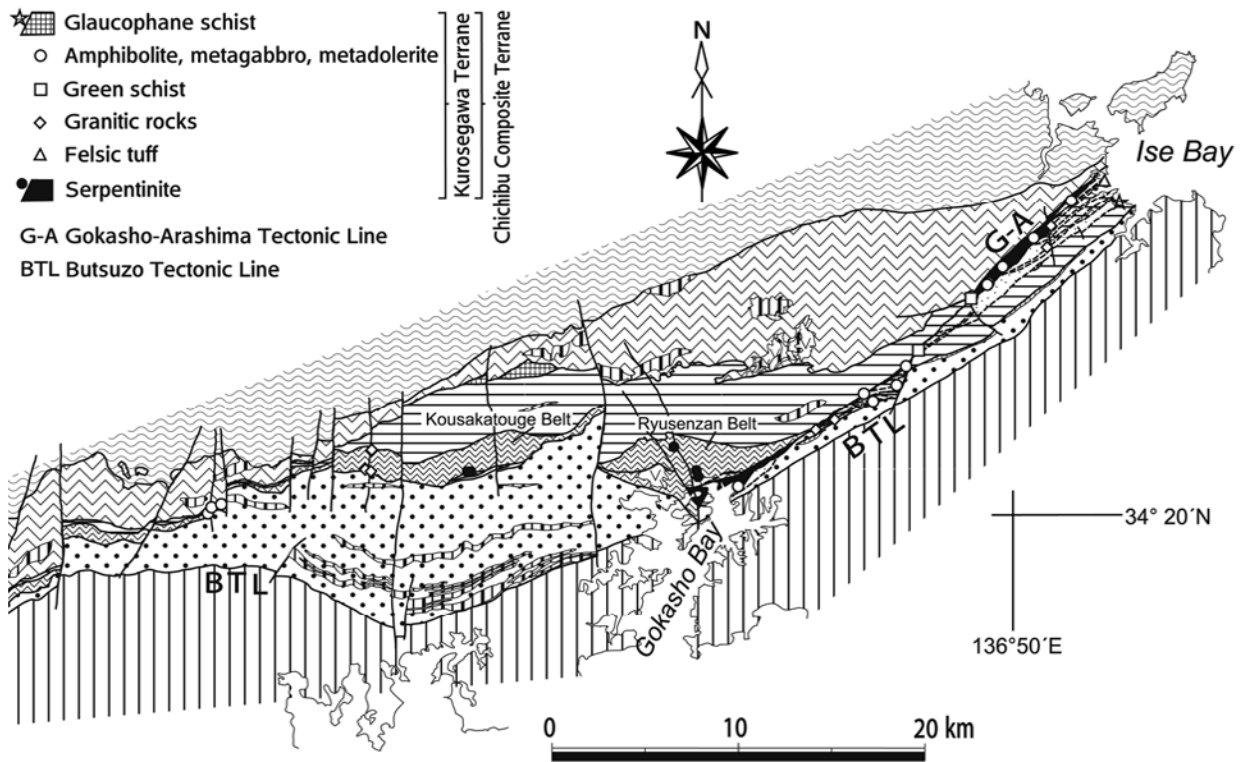 Glaucophane schist
Amphibolite, metagabbro, metadolerite
Green schist
Granitic rocks
Felsic tuff
Serpentinite
Kurosegawa Terrane
Chichibu Composite Terrane
G-A Gokasho-Arashima Tectonic Line
BTL Butsuzo Tectonic Line
N
Ise Bay
G-A
Kousakatouge Belt
Ryusenzan Belt
BTL
34° 20´N
BTL
Gokasho Bay
136°50´E
0 10 20 km